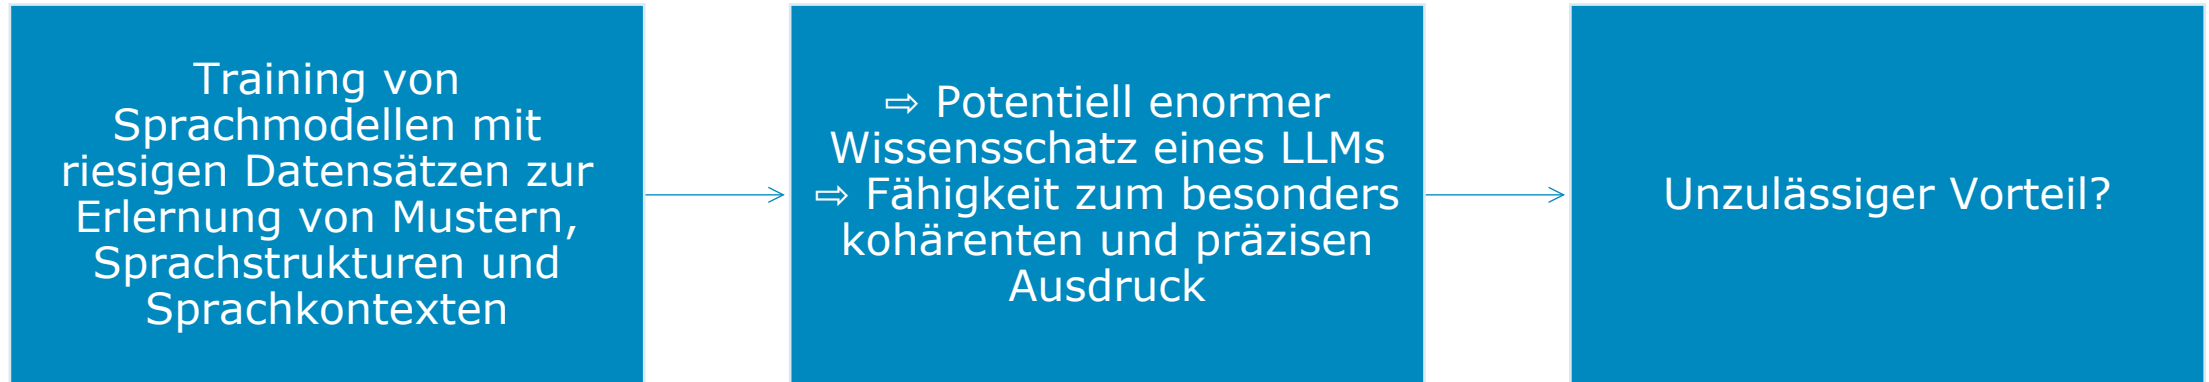 Training von
Sprachmodellen mit
riesigen Datensätzen zur
Erlernung von Mustern,
Sprachstrukturen und
Sprachkontexten
⇨ Potentiell enormer
Wissensschatz eines LLMs
⇨ Fähigkeit zum besonders
kohärenten und präzisen
Ausdruck
Unzulässiger Vorteil?